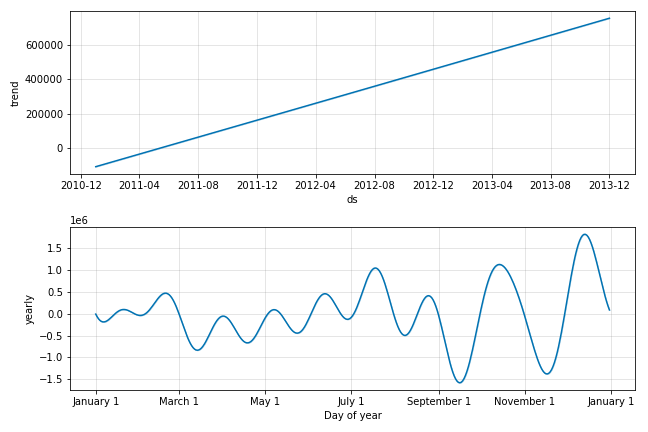 600000
400000
200000
0
trend
2010-12 2011-04 2011-08 2011-12 2012-04 2012-08 2012-12 2013-04 2013-08 2013-12
ds
1e6
1.5
1.0
0.5
0.0
−0.5
−1.0
−1.5
yearly
January 1 March 1 May 1 July 1 September 1 November 1 January 1
Day of year